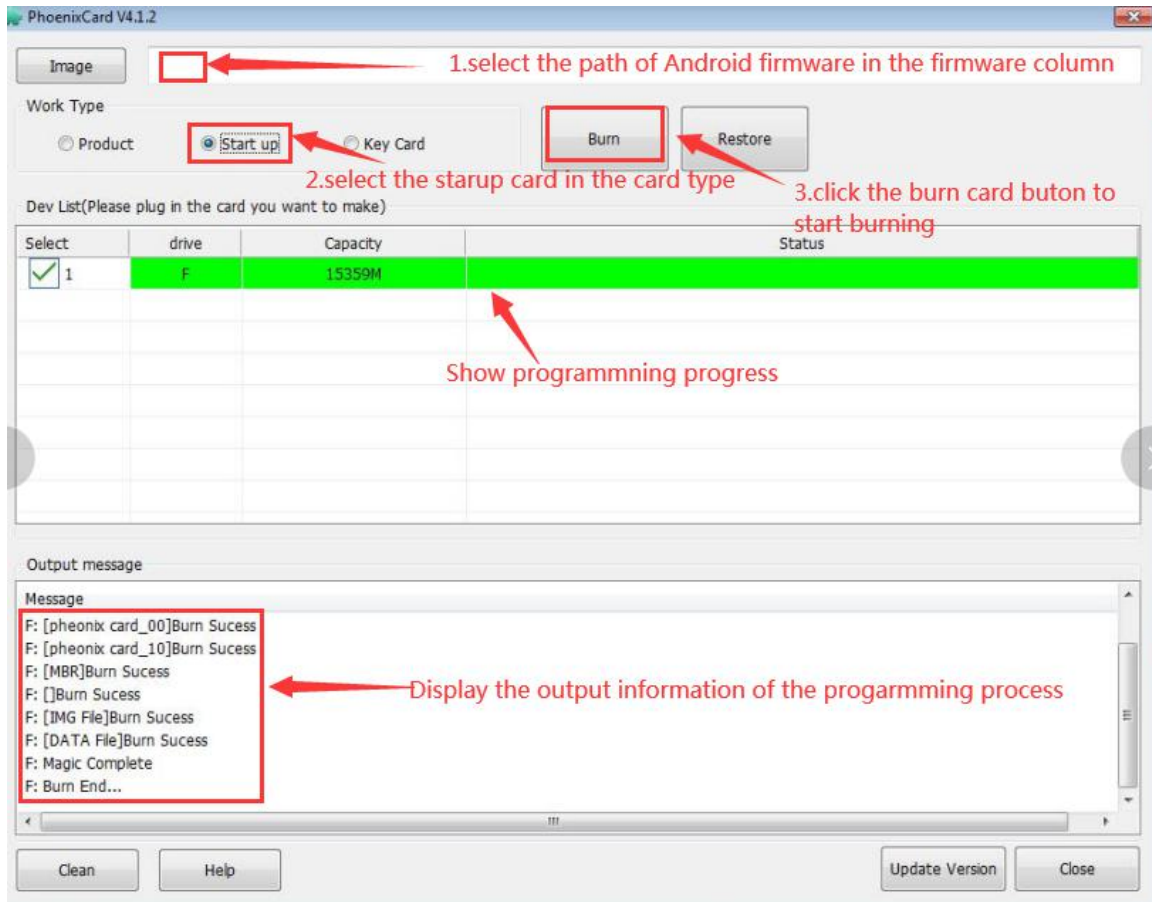 PhoenixCard V4.1.2
Image
1.select the path of Android firmware in the firmware column
Work Type
Product
Start up
Key Card
Burn
Restore
2.select the starup card in the card type
3.click the burn card buton to
start burning
Dev List(Please plug in the card you want to make)
Select drive Capacity Status
1 F 15359M
Show programmning progress
Output message
Message
F: [pheonix card_00]Burn Sucess
F: [pheonix card_10]Burn Sucess
F: [MBR]Burn Sucess
F: []Burn Sucess
F: [IMG File]Burn Sucess
F: [DATA File]Burn Sucess
F: Magic Complete
F: Burn End...
Display the output information of the progarmming process
Clean
Help
Update Version
Close